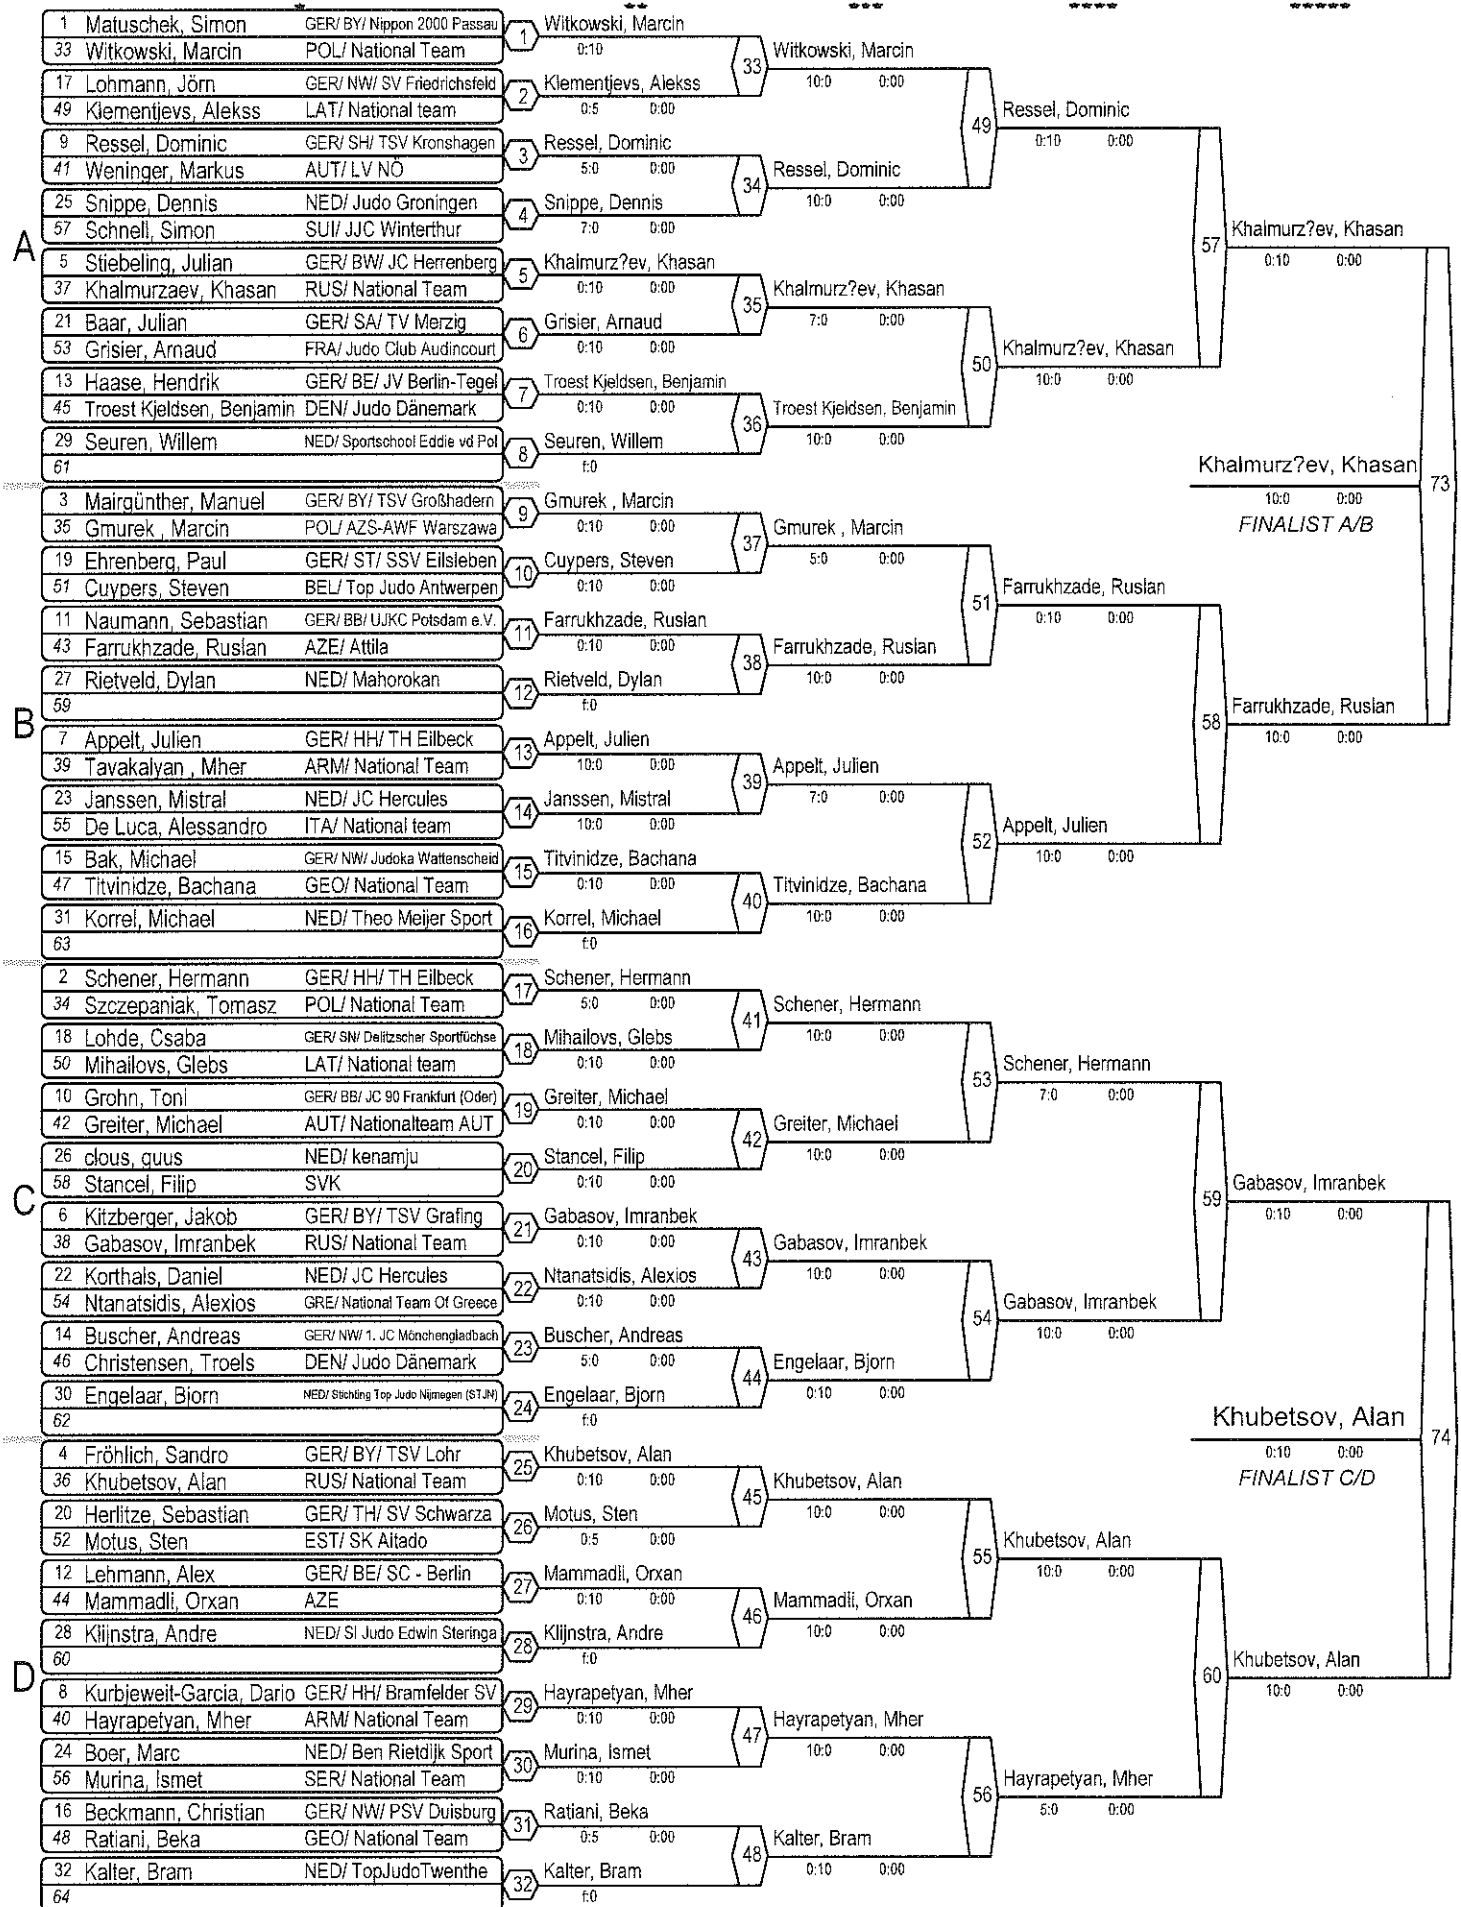 * ** *** **** *****
A
1 Matuschek, Simon GER/ BY/ Nippon 2000 Passau
33 Witkowski, Marcin POL/ National Team
1 Witkowski, Marcin
0:10
17 Lohmann, Jörn GER/ NW/ SV Friedrichsfeld
49 Klementjevs, Alekss LAT/ National team
2 Klementjevs, Alekss
0:5 0:00
33 Witkowski, Marcin
10:0 0:00
9 Ressel, Dominic GER/ SH/ TSV Kronshagen
41 Weninger, Markus AUT/ LV NÖ
3 Ressel, Dominic
5:0 0:00
25 Snippe, Dennis NED/ Judo Groningen
57 Schnell, Simon SUI/ JJC Winterthur
4 Snippe, Dennis
7:0 0:00
34 Ressel, Dominic
10:0 0:00
49 Ressel, Dominic
0:10 0:00
5 Stiebeling, Julian GER/ BW/ JC Herrenberg
37 Khalmurzaev, Khasan RUS/ National Team
5 Khalmurz?ev, Khasan
0:10 0:00
21 Baar, Julian GER/ SA/ TV Merzig
53 Grisier, Arnaud FRA/ Judo Club Audincourt
6 Grisier, Arnaud
0:10 0:00
35 Khalmurz?ev, Khasan
7:0 0:00
13 Haase, Hendrik GER/ BE/ JV Berlin-Tegel
45 Troest Kjeldsen, Benjamin DEN/ Judo Dänemark
7 Troest Kjeldsen, Benjamin
0:10 0:00
29 Seuren, Willem NED/ Sportschool Eddie vd Pol
61
8 Seuren, Willem
f:0
36 Troest Kjeldsen, Benjamin
10:0 0:00
50 Khalmurz?ev, Khasan
10:0 0:00
57 Khalmurz?ev, Khasan
0:10 0:00
B
3 Mairgünther, Manuel GER/ BY/ TSV Großhadern
35 Gmurek , Marcin POL/ AZS-AWF Warszawa
9 Gmurek , Marcin
0:10 0:00
19 Ehrenberg, Paul GER/ ST/ SSV Eilsleben
51 Cuypers, Steven BEL/ Top Judo Antwerpen
10 Cuypers, Steven
0:10 0:00
37 Gmurek , Marcin
5:0 0:00
11 Naumann, Sebastian GER/ BB/ UJKC Potsdam e.V.
43 Farrukhzade, Ruslan AZE/ Attila
11 Farrukhzade, Ruslan
0:10 0:00
27 Rietveld, Dylan NED/ Mahorokan
59
12 Rietveld, Dylan
f:0
38 Farrukhzade, Ruslan
10:0 0:00
51 Farrukhzade, Ruslan
0:10 0:00
7 Appelt, Julien GER/ HH/ TH Eilbeck
39 Tavakalyan , Mher ARM/ National Team
13 Appelt, Julien
10:0 0:00
23 Janssen, Mistral NED/ JC Hercules
55 De Luca, Alessandro ITA/ National team
14 Janssen, Mistral
10:0 0:00
39 Appelt, Julien
7:0 0:00
15 Bak, Michael GER/ NW/ Judoka Wattenscheid
47 Titvinidze, Bachana GEO/ National Team
15 Titvinidze, Bachana
0:10 0:00
31 Korrel, Michael NED/ Theo Meijer Sport
63
16 Korrel, Michael
f:0
40 Titvinidze, Bachana
10:0 0:00
52 Appelt, Julien
10:0 0:00
58 Farrukhzade, Ruslan
10:0 0:00
Khalmurz?ev, Khasan 73
10:0 0:00
FINALIST A/B
C
2 Schener, Hermann GER/ HH/ TH Eilbeck
34 Szczepaniak, Tomasz POL/ National Team
17 Schener, Hermann
5:0 0:00
18 Lohde, Csaba GER/ SN/ Delitzscher Sportfüchse
50 Mihailovs, Glebs LAT/ National team
18 Mihailovs, Glebs
0:10 0:00
41 Schener, Hermann
10:0 0:00
10 Grohn, Toni GER/ BB/ JC 90 Frankfurt (Oder)
42 Greiter, Michael AUT/ Nationalteam AUT
19 Greiter, Michael
0:10 0:00
26 clous, guus NED/ kenamju
58 Stancel, Filip SVK
20 Stancel, Filip
0:10 0:00
42 Greiter, Michael
10:0 0:00
53 Schener, Hermann
7:0 0:00
6 Kitzberger, Jakob GER/ BY/ TSV Grafing
38 Gabasov, Imranbek RUS/ National Team
21 Gabasov, Imranbek
0:10 0:00
22 Korthals, Daniel NED/ JC Hercules
54 Ntanatsidis, Alexios GRE/ National Team Of Greece
22 Ntanatsidis, Alexios
0:10 0:00
43 Gabasov, Imranbek
10:0 0:00
14 Buscher, Andreas GER/ NW/ 1. JC Mönchengladbach
46 Christensen, Troels DEN/ Judo Dänemark
23 Buscher, Andreas
5:0 0:00
30 Engelaar, Bjorn NED/ Stichting Top Judo Nijmegen (STJN)
62
24 Engelaar, Bjorn
f:0
44 Engelaar, Bjorn
0:10 0:00
54 Gabasov, Imranbek
10:0 0:00
59 Gabasov, Imranbek
0:10 0:00
D
4 Fröhlich, Sandro GER/ BY/ TSV Lohr
36 Khubetsov, Alan RUS/ National Team
25 Khubetsov, Alan
0:10 0:00
20 Herlitze, Sebastian GER/ TH/ SV Schwarza
52 Motus, Sten EST/ SK Altado
26 Motus, Sten
0:5 0:00
45 Khubetsov, Alan
10:0 0:00
12 Lehmann, Alex GER/ BE/ SC - Berlin
44 Mammadli, Orxan AZE
27 Mammadli, Orxan
0:10 0:00
28 Klijnstra, Andre NED/ SI Judo Edwin Steringa
60
28 Klijnstra, Andre
f:0
46 Mammadli, Orxan
10:0 0:00
55 Khubetsov, Alan
10:0 0:00
8 Kurbjeweit-Garcia, Dario GER/ HH/ Bramfelder SV
40 Hayrapetyan, Mher ARM/ National Team
29 Hayrapetyan, Mher
0:10 0:00
24 Boer, Marc NED/ Ben Rietdijk Sport
56 Murina, Ismet SER/ National Team
30 Murina, Ismet
0:10 0:00
47 Hayrapetyan, Mher
10:0 0:00
16 Beckmann, Christian GER/ NW/ PSV Duisburg
48 Ratiani, Beka GEO/ National Team
31 Ratiani, Beka
0:5 0:00
32 Kalter, Bram NED/ TopJudoTwenthe
64
32 Kalter, Bram
f:0
48 Kalter, Bram
0:10 0:00
56 Hayrapetyan, Mher
5:0 0:00
60 Khubetsov, Alan
10:0 0:00
Khubetsov, Alan 74
0:10 0:00
FINALIST C/D